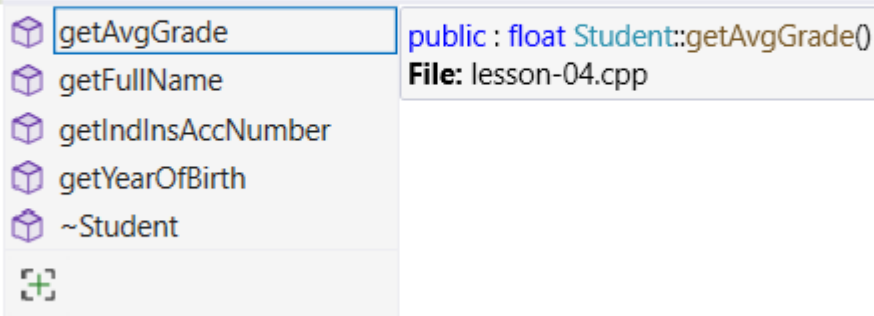 getAvgGrade
public : float Student::getAvgGrade()
File: lesson-04.cpp
getFullName
getIndInsAccNumber
getYearOfBirth
~Student